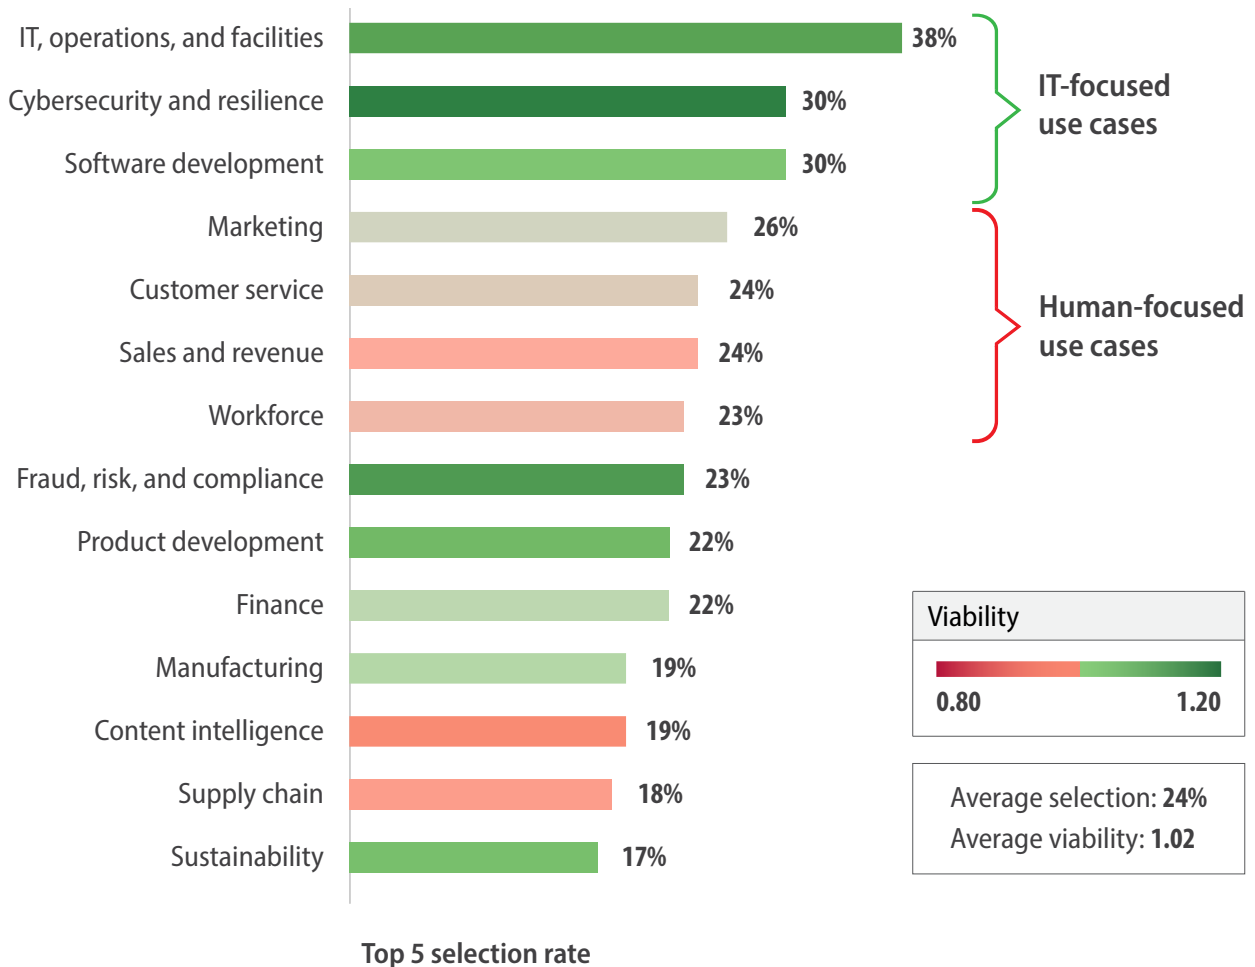 IT, operations, and facilities 38%
Cybersecurity and resilience 30%
Software development 30%
IT-focused
use cases
Marketing 26%
Customer service 24%
Sales and revenue 24%
Workforce 23%
Human-focused
use cases
Fraud, risk, and compliance 23%
Product development 22%
Finance 22%
Manufacturing 19%
Content intelligence 19%
Supply chain 18%
Sustainability 17%
Top 5 selection rate
Viability
0.80 1.20
Average selection: 24%
Average viability: 1.02